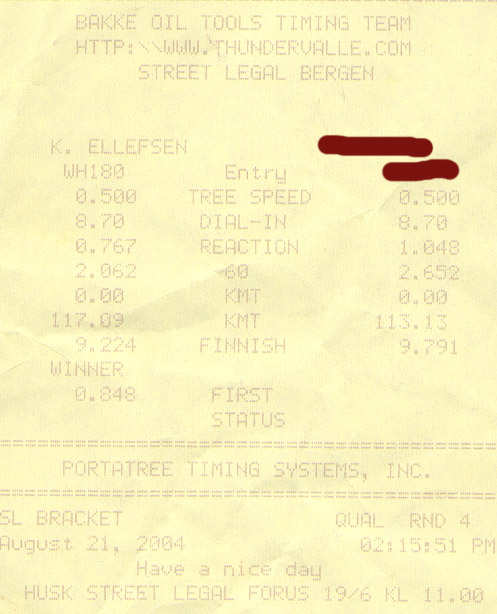 BAKKE OIL TOOLS TIMING TEAM
HTTP:\\WWW.THUNDERVALLE.COM
STREET LEGAL BERGEN
K. ELLEFSEN
WH180 Entry
0.500 TREE SPEED 0.500
8.70 DIAL-IN 8.70
0.767 REACTION 1.048
2.062 60 2.652
0.00 KMT 0.00
117.09 KMT 113.13
9.224 FINNISH 9.791
WINNER
0.848 FIRST
STATUS
PORTATREE TIMING SYSTEMS, INC.
SL BRACKET QUAL RND 4
August 21, 2004 02:15:51 PM
Have a nice day
. HUSK STREET LEGAL FORUS 19/6 KL 11.00